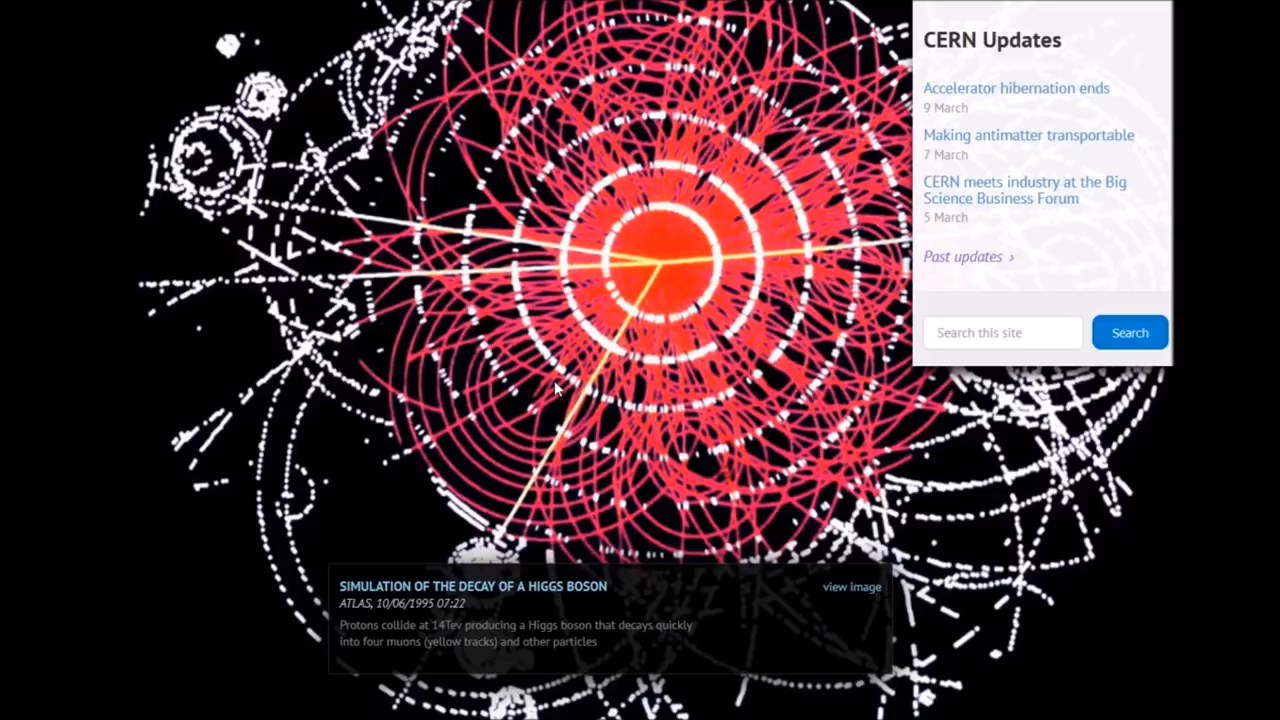 CERN Updates
Accelerator hibernation ends
9 March
Making antimatter transportable
7 March
CERN meets industry at the Big
Science Business Forum
5 March
Past updates ›
Search this site
Search
SIMULATION OF THE DECAY OF A HIGGS BOSON
view image
ATLAS, 10/06/1995 07:22
Protons collide at 14Tev producing a Higgs boson that decays quickly
into four muons (yellow tracks) and other particles